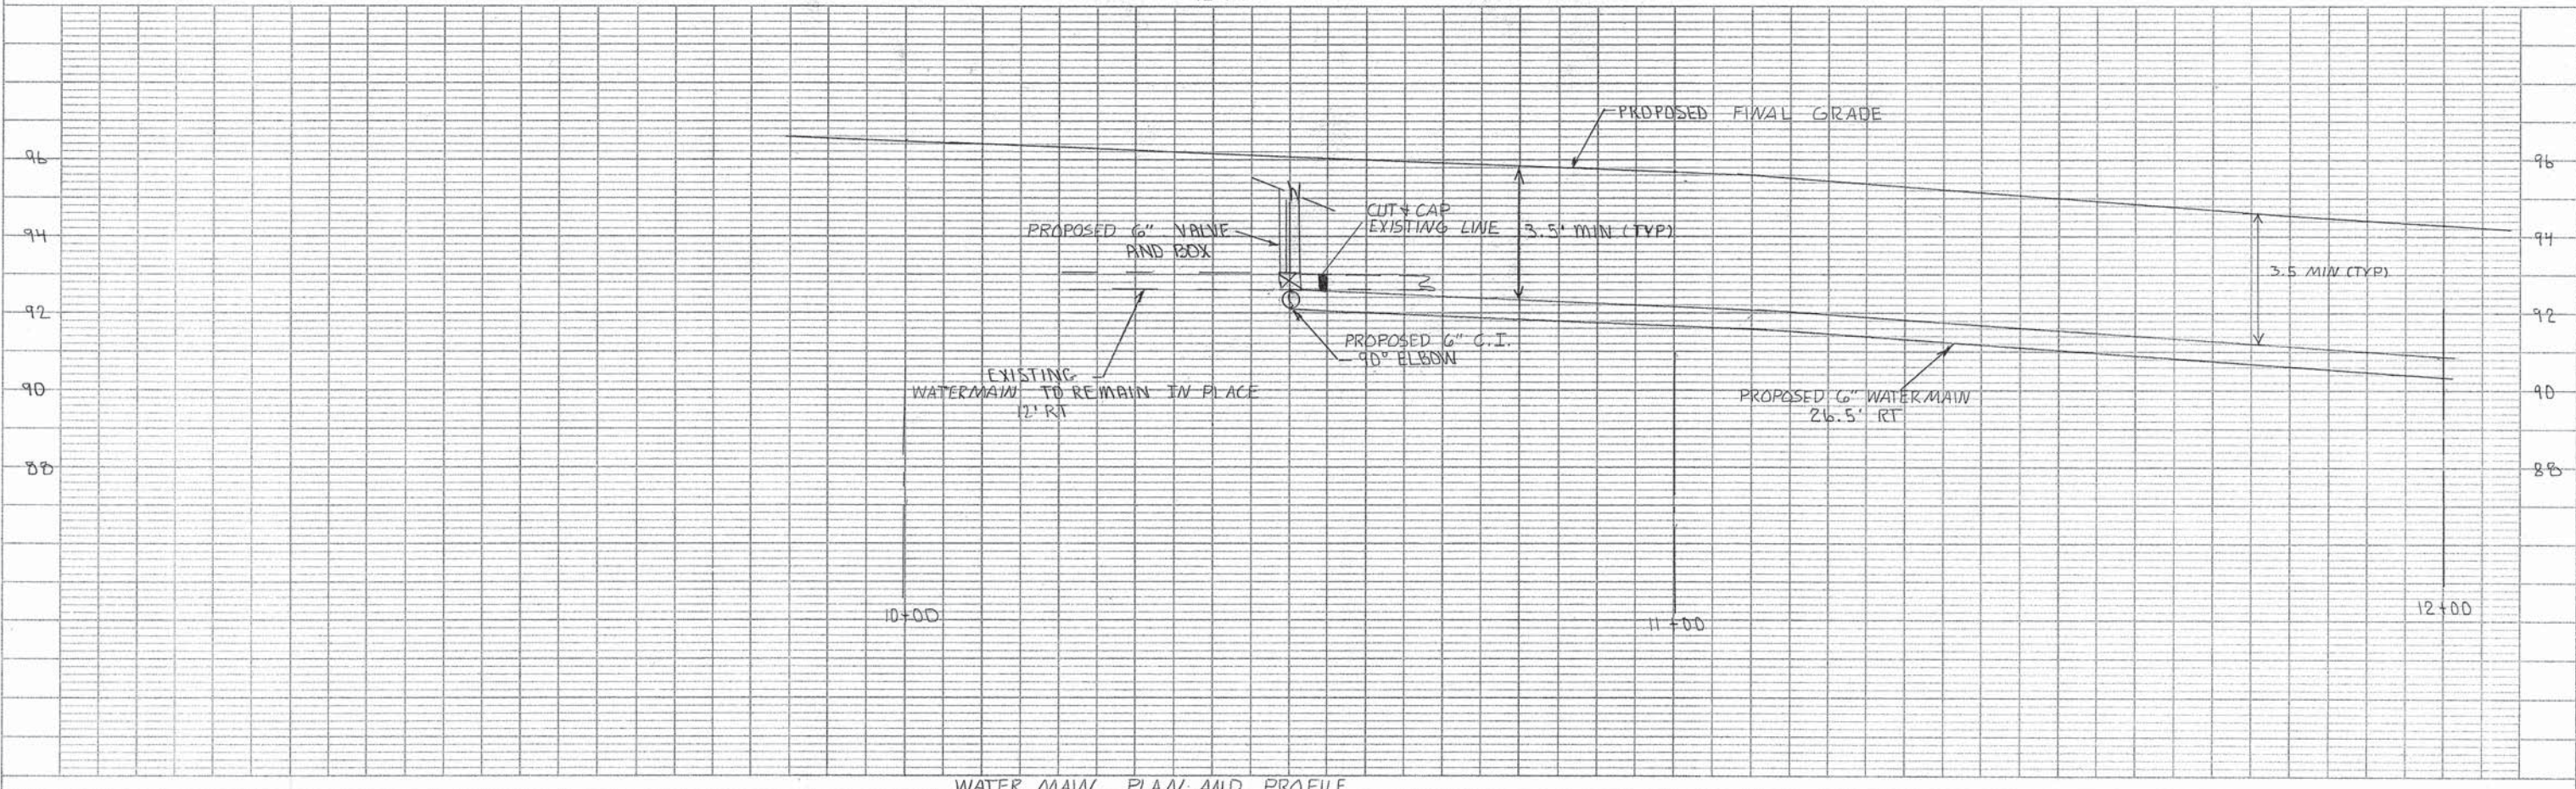 PROPOSED FINAL GRADE
96
96
CUT & CAP
EXISTING LINE
3.5' MIN (TYP)
PROPOSED 6" VALVE
AND BOX
94
94
3.5 MIN (TYP)
92
92
PROPOSED 6" C.I.
90° ELBOW
EXISTING
WATERMAIN TO REMAIN IN PLACE
12' RT
90
90
PROPOSED 6" WATERMAIN
26.5' RT
88
88
10+00
11+00
12+00
WATER MAIN PLAN AND PROFILE